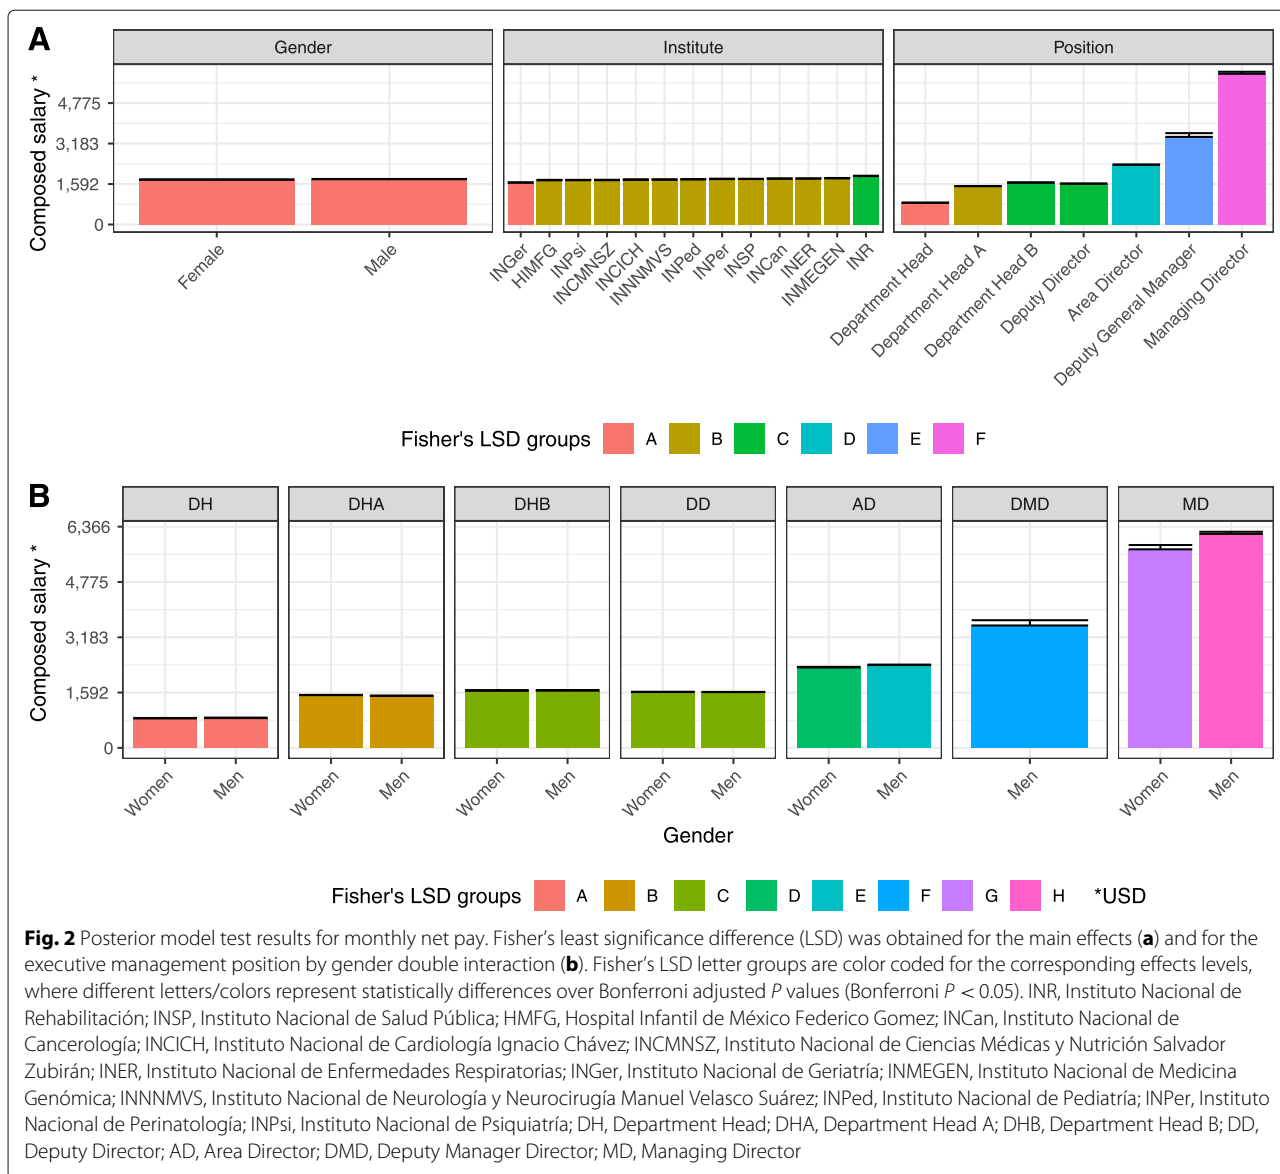 A
Gender
Institute
Position
Composed salary *
4,775
3,183
1,592
0
Female
Male
INGer
HIMFG
INPsi
INCMNSZ
INCICH
INNNMVS
INPed
INPer
INSP
INCan
INER
INMEGEN
INR
Department Head
Department Head A
Department Head B
Deputy Director
Area Director
Deputy General Manager
Managing Director
Fisher's LSD groups A B C D E F
B
DH
DHA
DHB
DD
AD
DMD
MD
Composed salary *
6,366
4,775
3,183
1,592
0
Women
Men
Women
Men
Women
Men
Women
Men
Women
Men
Men
Women
Men
Gender
Fisher's LSD groups A B C D E F G H *USD
Fig. 2 Posterior model test results for monthly net pay. Fisher's least significance difference (LSD) was obtained for the main effects (a) and for the
executive management position by gender double interaction (b). Fisher's LSD letter groups are color coded for the corresponding effects levels,
where different letters/colors represent statistically differences over Bonferroni adjusted P values (Bonferroni P < 0.05). INR, Instituto Nacional de
Rehabilitación; INSP, Instituto Nacional de Salud Pública; HMFG, Hospital Infantil de México Federico Gomez; INCan, Instituto Nacional de
Cancerología; INCICH, Instituto Nacional de Cardiología Ignacio Chávez; INCMNSZ, Instituto Nacional de Ciencias Médicas y Nutrición Salvador
Zubirán; INER, Instituto Nacional de Enfermedades Respiratorias; INGer, Instituto Nacional de Geriatría; INMEGEN, Instituto Nacional de Medicina
Genómica; INNNMVS, Instituto Nacional de Neurología y Neurocirugía Manuel Velasco Suárez; INPed, Instituto Nacional de Pediatría; INPer, Instituto
Nacional de Perinatología; INPsi, Instituto Nacional de Psiquiatría; DH, Department Head; DHA, Department Head A; DHB, Department Head B; DD,
Deputy Director; AD, Area Director; DMD, Deputy Manager Director; MD, Managing Director